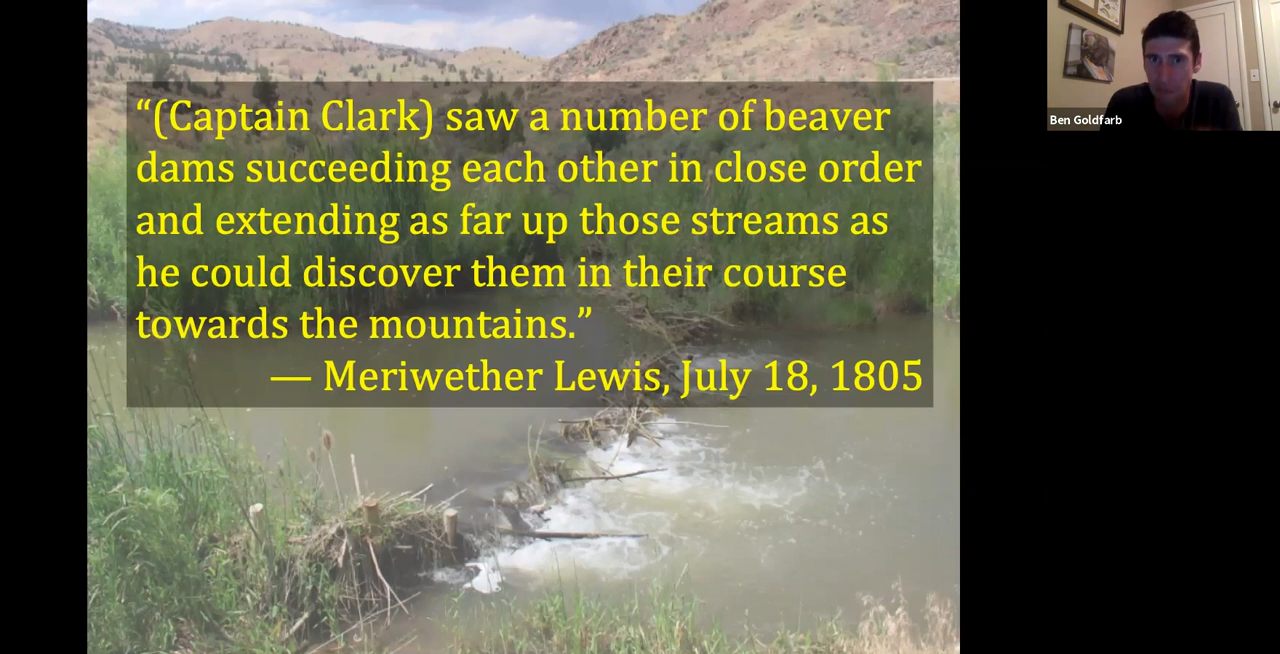 “(Captain Clark) saw a number of beaver
dams succeeding each other in close order
and extending as far up those streams as
he could discover them in their course
towards the mountains.”
— Meriwether Lewis, July 18, 1805
Ben Goldfarb